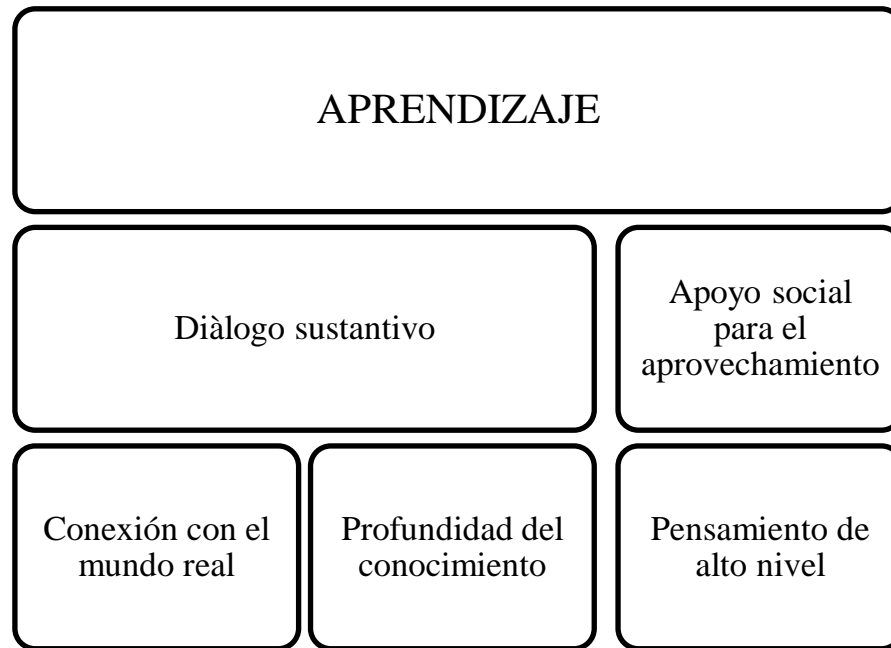 APRENDIZAJE
Diàlogo sustantivo
Apoyo social
para el
aprovechamiento
Conexión con el
mundo real
Profundidad del
conocimiento
Pensamiento de
alto nivel